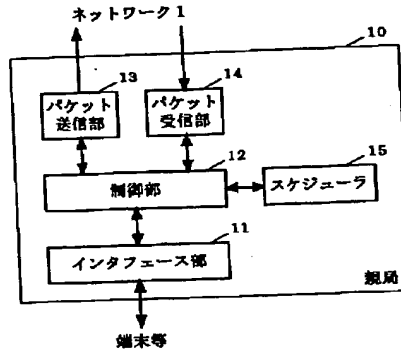 ネットワーク1
10
13
14
パケット
送信部
パケット
受信部
12
15
制御部
スケジューラ
11
インタフェース部
親局
端末等